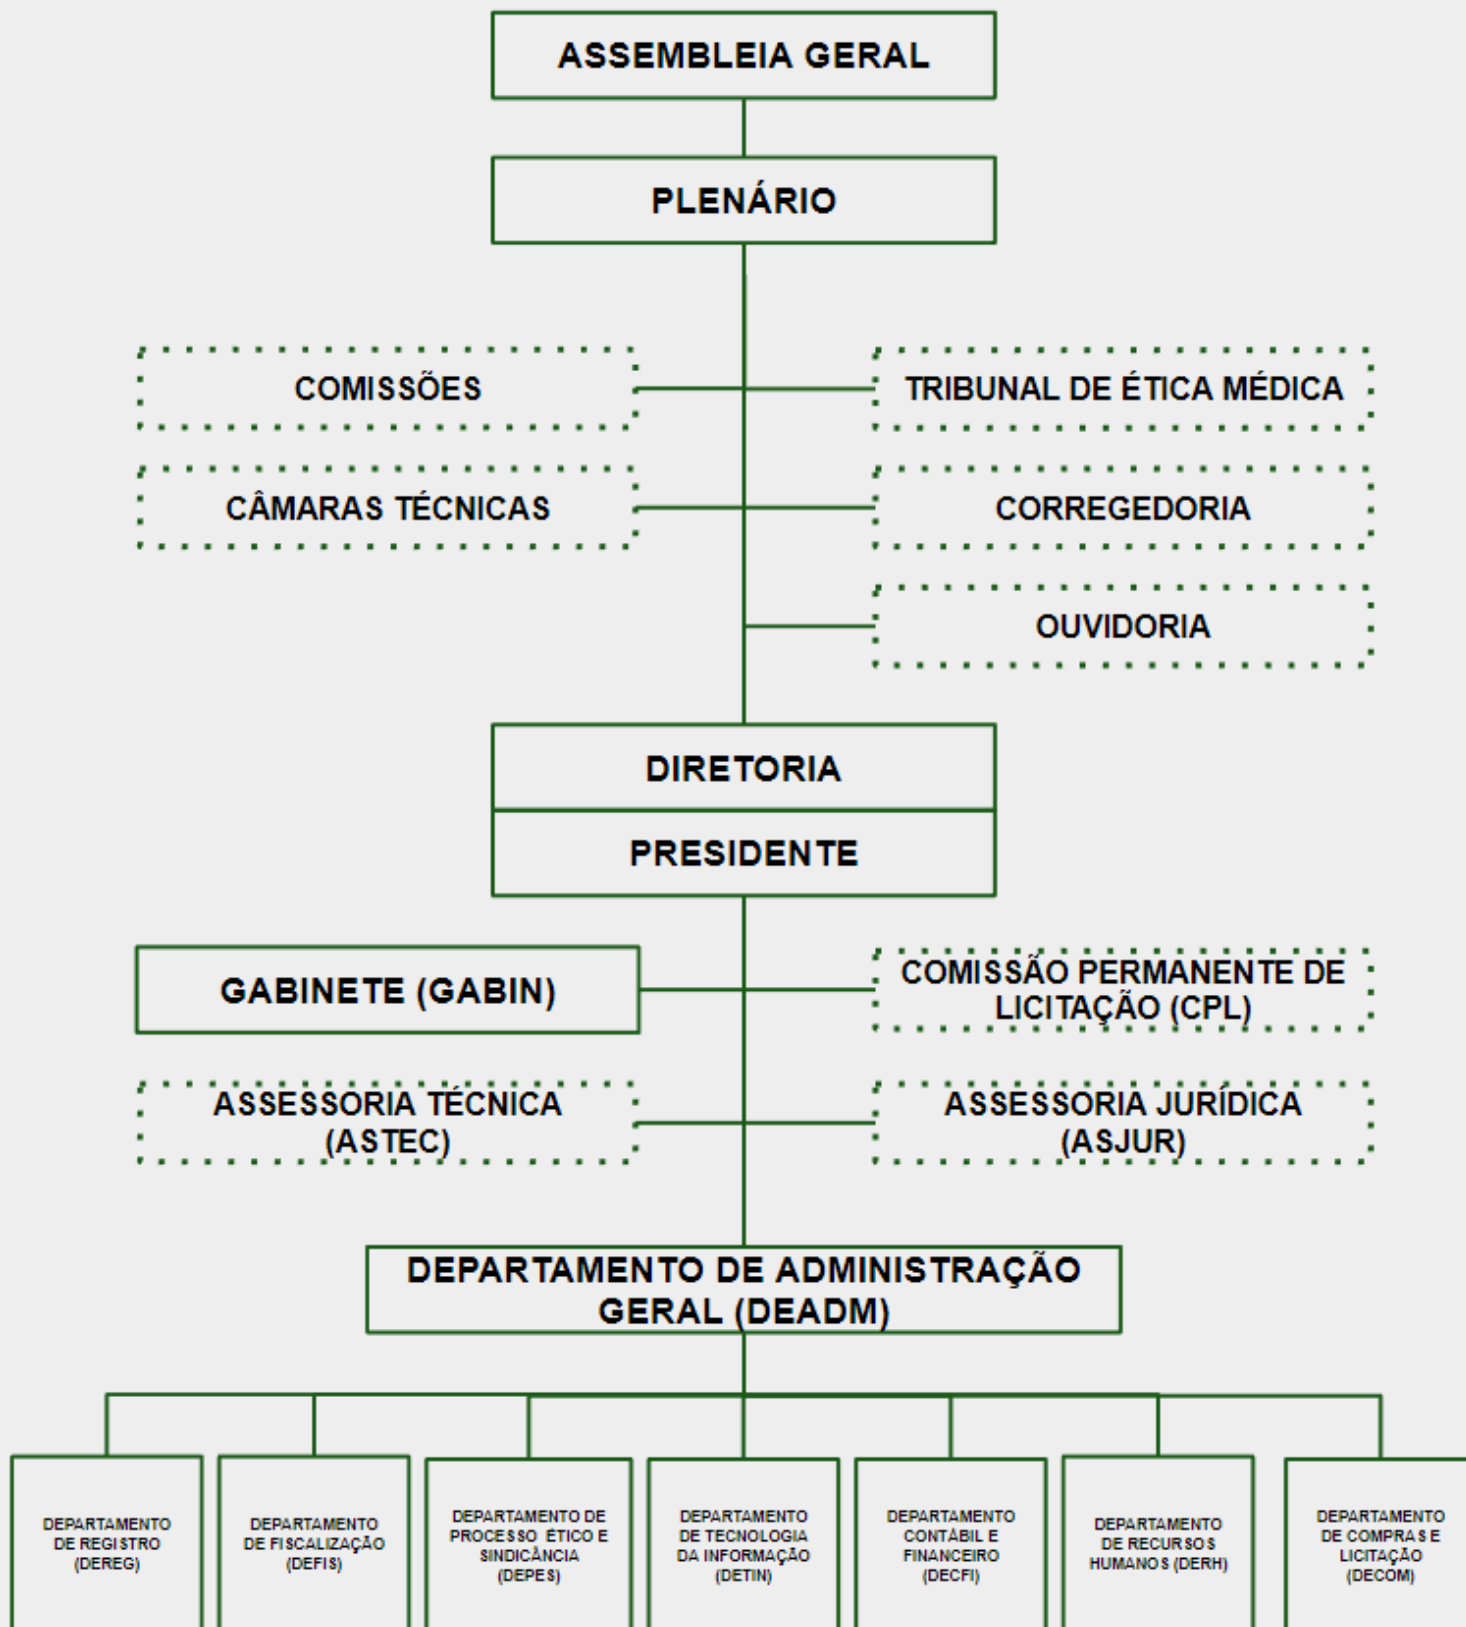 ASSEMBLEIA GERAL
PLENÁRIO
COMISSÕES
TRIBUNAL DE ÉTICA MÉDICA
CÂMARAS TÉCNICAS
CORREGEDORIA
OUVIDORIA
DIRETORIA
PRESIDENTE
GABINETE (GABIN)
COMISSÃO PERMANENTE DE
LICITAÇÃO (CPL)
ASSESSORIA TÉCNICA
(ASTEC)
ASSESSORIA JURÍDICA
(ASJUR)
DEPARTAMENTO DE ADMINISTRAÇÃO
GERAL (DEADM)
DEPARTAMENTO
DE REGISTRO
(DEREG)
DEPARTAMENTO
DE FISCALIZAÇÃO
(DEFIS)
DEPARTAMENTO DE
PROCESSO ÉTICO E
SINDICÂNCIA
(DEPES)
DEPARTAMENTO
DE TECNOLOGIA
DA INFORMAÇÃO
(DETIN)
DEPARTAMENTO
CONTÁBIL E
FINANCEIRO
(DECFI)
DEPARTAMENTO
DE RECURSOS
HUMANOS (DERH)
DEPARTAMENTO
DE COMPRAS E
LICITAÇÃO
(DECOM)